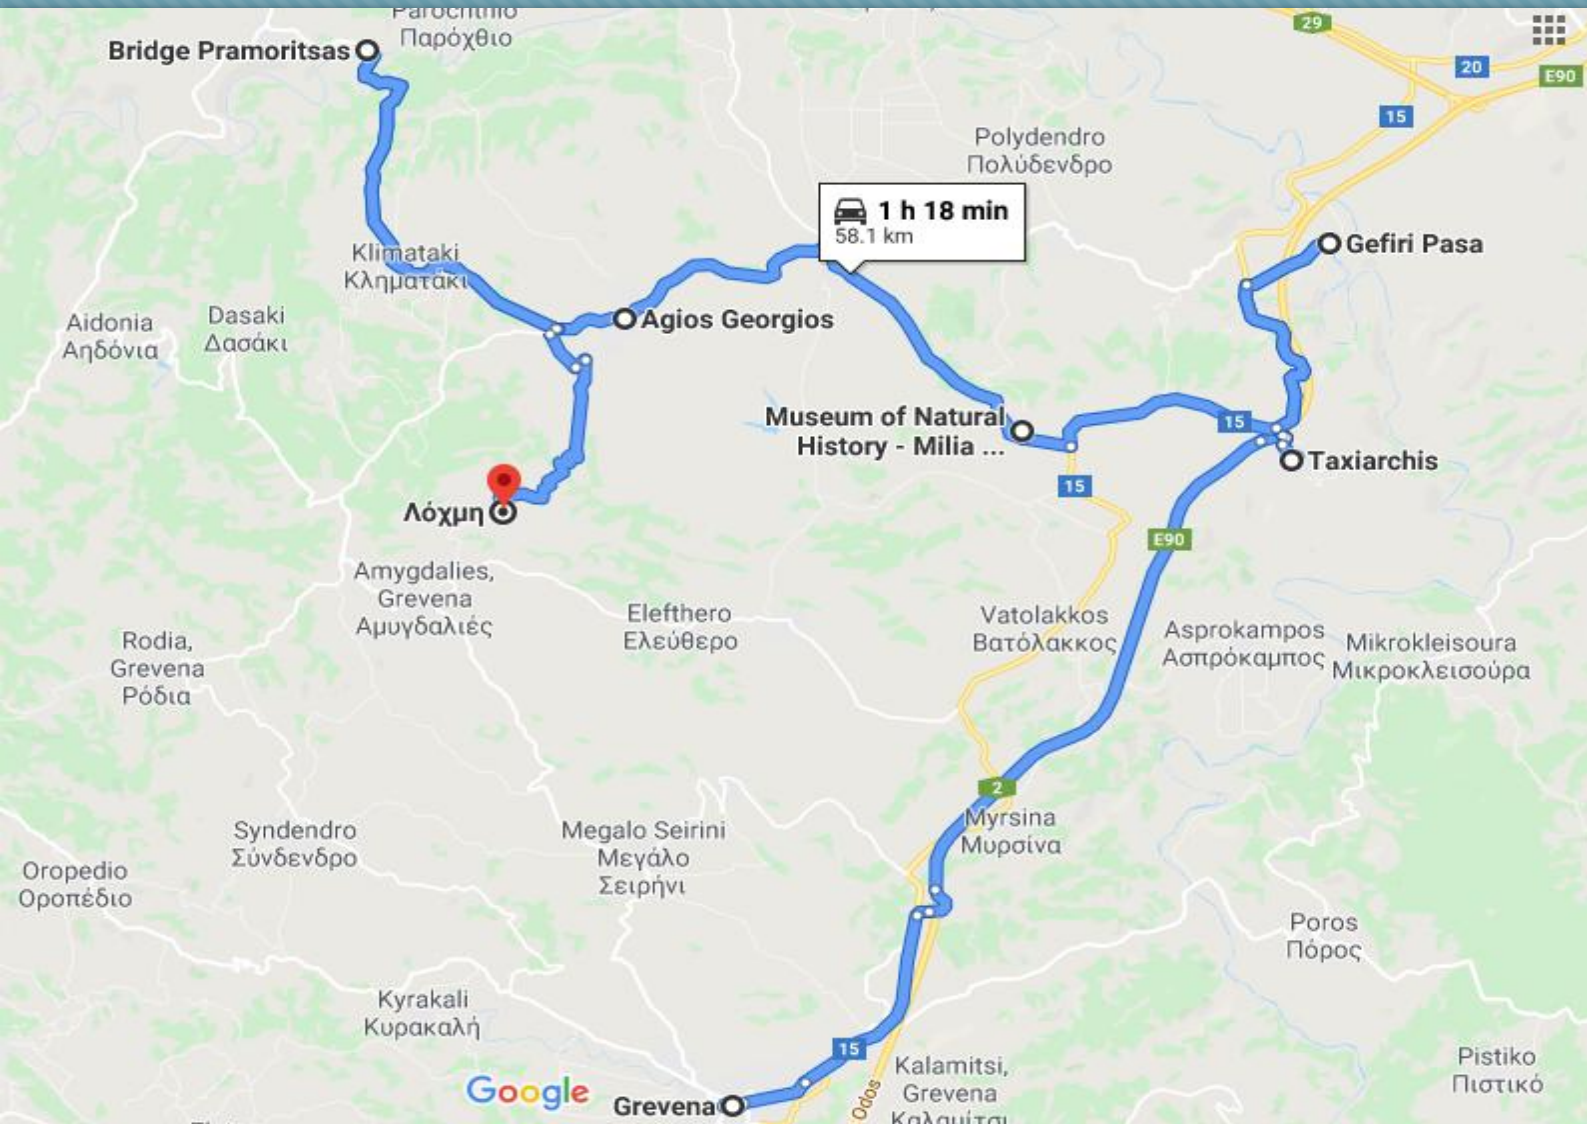 Parochthio
Παρόχθιο
Bridge Pramoritsas
29
20
E90
15
Polydendro
Πολύδενδρο
1 h 18 min
58.1 km
Gefiri Pasa
Klimataki
Κληματάκι
Agios Georgios
Aidonia
Αηδόνια
Dasaki
Δασάκι
Museum of Natural
History - Milia ...
15
Taxiarchis
15
Λόχμη
E90
Amygdalies,
Grevena
Αμυγδαλιές
Elefthero
Ελεύθερο
Vatolakkos
Βατόλακκος
Asprokampos
Ασπρόκαμπος
Mikrokleisoura
Μικροκλεισούρα
Rodia,
Grevena
Ρόδια
2
Myrsina
Μυρσίνα
Syndendro
Σύνδενδρο
Megalo Seirini
Μεγάλο
Σειρήνι
Oropedio
Οροπέδιο
Poros
Πόρος
Kyrakali
Κυρακαλή
15
Kalamitsi,
Grevena
Καλαμίτσι
Pistiko
Πιστικό
Google
Grevena
Odos